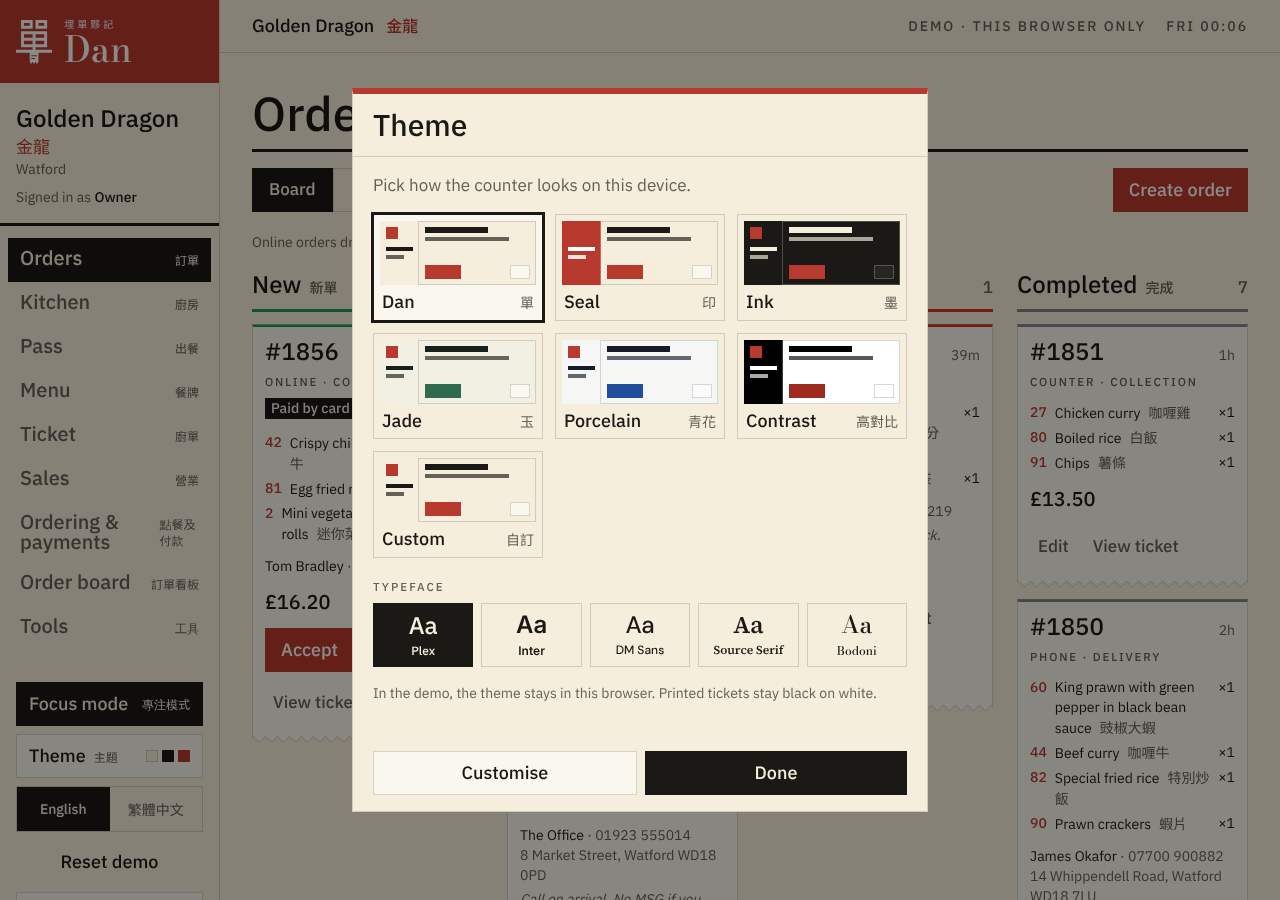 單 埋單夥記
Dan
Golden Dragon
金龍
Watford
Signed in as Owner
Orders 訂單
Kitchen 廚房
Pass 出餐
Menu 餐牌
Ticket 廚單
Sales 營業
Ordering & payments 點餐及付款
Order board 訂單看板
Tools 工具
Focus mode 專注模式
Theme 主題
English 繁體中文
Reset demo
Golden Dragon 金龍
DEMO · THIS BROWSER ONLY FRI 00:06
Board
Create order
New 新單
#1856
Paid by card
42
牛
81 Egg fried
2 Mini
rolls
Tom Bradley ·
£16.20
Accept
View
Theme
Pick how the counter looks on this device.
Dan 單
Seal 印
Ink 墨
Jade 玉
Porcelain 青花
Contrast 高對比
Custom 自訂
TYPEFACE
Aa Plex
Aa Inter
Aa DM Sans
Aa Source Serif
Aa Bodoni
In the demo, the theme stays in this browser. Printed tickets stay black on white.
Customise
Done
The Office · 01923 555014
8 Market Street, Watford WD18
0PD
1
39m
×1
×1
Completed 完成 7
#1851 1h
COUNTER · COLLECTION
27 Chicken curry 咖喱雞 ×1
80 Boiled rice 白飯 ×1
91 Chips 薯條 ×1
£13.50
Edit View ticket
#1850 2h
PHONE · DELIVERY
60 King prawn with green ×1
pepper in black bean
sauce 豉椒大蝦
44 Beef curry 咖喱牛 ×1
82 Special fried rice 特別炒 ×1
飯
90 Prawn crackers 蝦片 ×1
James Okafor · 07700 900882
14 Whippendell Road, Watford
WD18 7LU